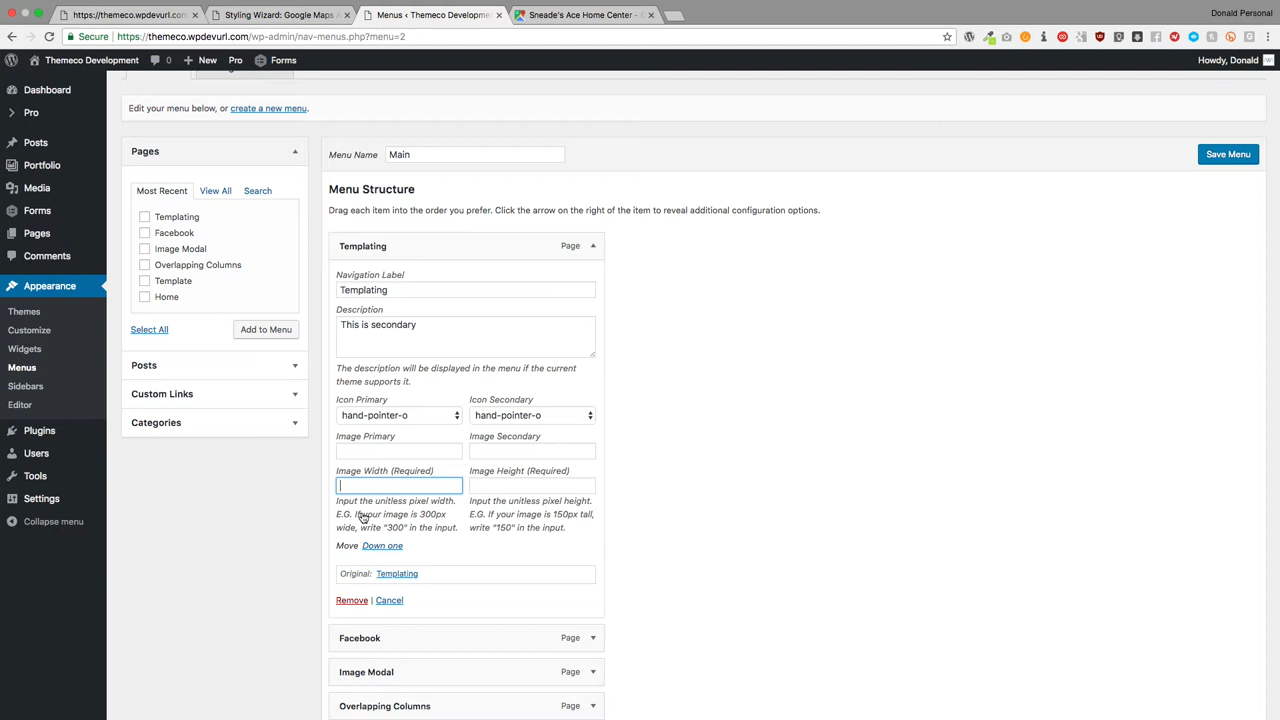 https://themeco.wpdevurl.com
Styling Wizard: Google Maps
Menus ‹ Themeco Development
Sneade's Ace Home Center -
Donald Personal
Secure https://themeco.wpdevurl.com/wp-admin/nav-menus.php?menu=2
Themeco Development 0 New Pro Forms
Howdy, Donald
Dashboard
Pro
Posts
Portfolio
Media
Forms
Pages
Comments
Appearance
Themes
Customize
Widgets
Menus
Sidebars
Editor
Plugins
Users
Tools
Settings
Collapse menu
Edit your menu below, or create a new menu.
Pages
Most Recent View All Search
Templating
Facebook
Image Modal
Overlapping Columns
Template
Home
Select All
Add to Menu
Posts
Custom Links
Categories
Menu Name Main
Save Menu
Menu Structure
Drag each item into the order you prefer. Click the arrow on the right of the item to reveal additional configuration options.
Templating Page
Navigation Label
Templating
Description
This is secondary
The description will be displayed in the menu if the current
theme supports it.
Icon Primary Icon Secondary
hand-pointer-o hand-pointer-o
Image Primary Image Secondary
Image Width (Required) Image Height (Required)
Input the unitless pixel width. Input the unitless pixel height.
E.G. If your image is 300px E.G. If your image is 150px tall,
wide, write "300" in the input. write "150" in the input.
Move Down one
Original: Templating
Remove | Cancel
Facebook Page
Image Modal Page
Overlapping Columns Page